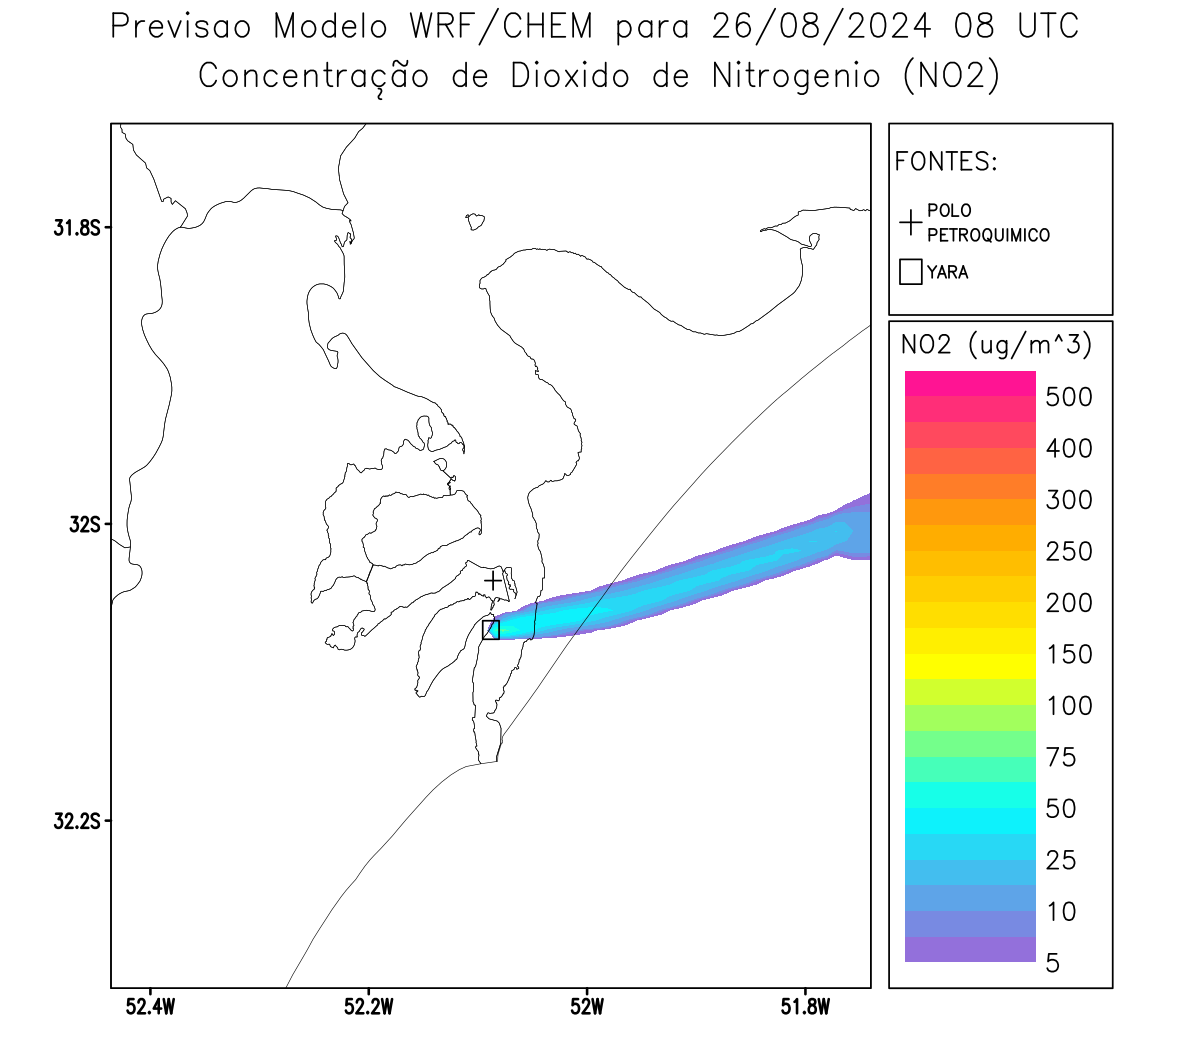 Previsao Modelo WRF/CHEM para 26/08/2024 08 UTC
Concentração de Dioxido de Nitrogenio (NO2)
FONTES:
POLO
PETROQUIMICO
YARA
31.8S
32S
32.2S
52.4W
52.2W
52W
51.8W
NO2 (ug/m^3)
500
400
300
250
200
150
100
75
50
25
10
5